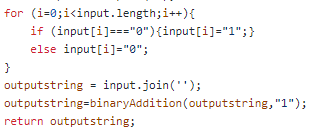 for (i=0;i<input.length;i++){
    if (input[i]==="0"){input[i]="1";}
    else input[i]="0";
}
outputstring = input.join('');
outputstring=binaryAddition(outputstring,"1");
return outputstring;